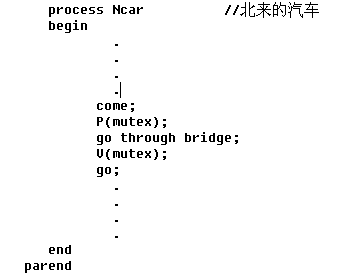 process Ncar //北来的汽车
begin
.
.
.
.
come;
P(mutex);
go through bridge;
V(mutex);
go;
.
.
.
.
end
parend